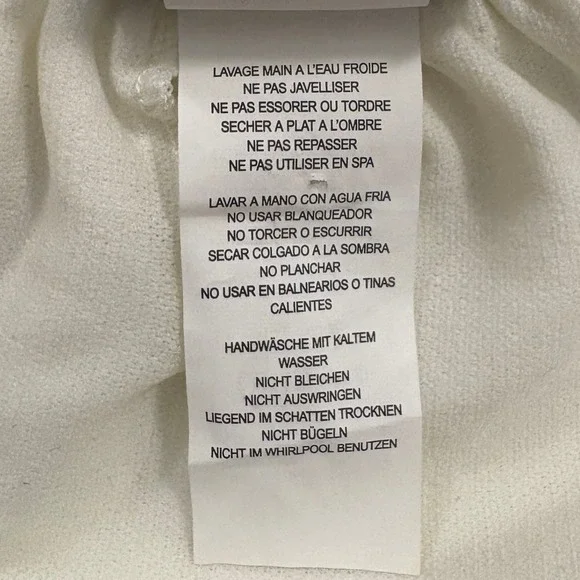 LAVAGE MAIN A L'EAU FROIDE
NE PAS JAVELLISER
NE PAS ESSORER OU TORDRE
SECHER A PLAT A L'OMBRE
NE PAS REPASSER
NE PAS UTILISER EN SPA
LAVAR A MANO CON AGUA FRIA
NO USAR BLANQUEADOR
NO TORCER O ESCURRIR
SECAR COLGADO A LA SOMBRA
NO PLANCHAR
NO USAR EN BALNEARIOS O TINAS
CALIENTES
HANDWÄSCHE MIT KALTEM
WASSER
NICHT BLEICHEN
NICHT AUSWRINGEN
LIEGEND IM SCHATTEN TROCKNEN
NICHT BÜGELN
NICHT IM WHIRLPOOL BENUTZEN